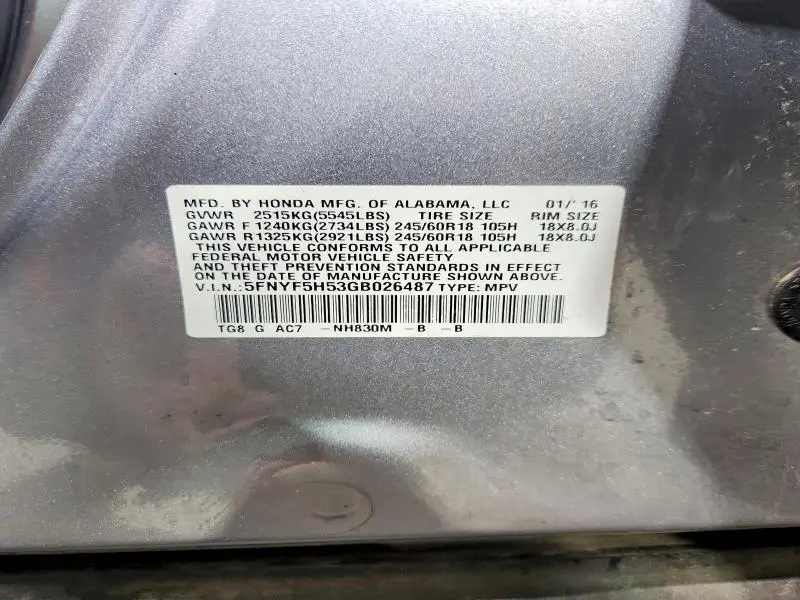 MFD. BY HONDA MFG. OF ALABAMA, LLC 01/'16
GVWR 2515KG(5545LBS) TIRE SIZE RIM SIZE
GAWR F 1240KG(2734LBS) 245/60R18 105H 18X8.0J
GAWR R1325KG(2921LBS) 245/60R18 105H 18X8.0J
THIS VEHICLE CONFORMS TO ALL APPLICABLE
FEDERAL MOTOR VEHICLE SAFETY
AND THEFT PREVENTION STANDARDS IN EFFECT
ON THE DATE OF MANUFACTURE SHOWN ABOVE.
V.I.N.: 5FNYF5H53GB026487 TYPE: MPV
TG8 G AC7 -NH830M -B -B